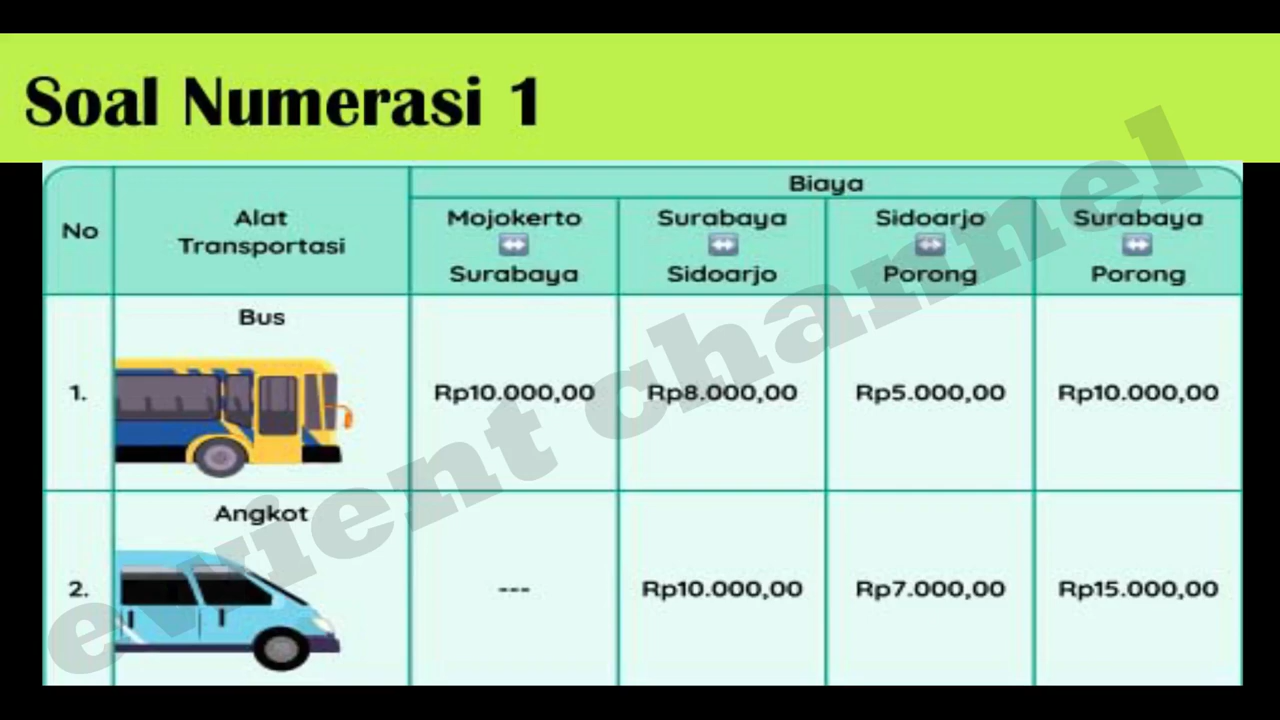 Soal Numerasi 1
No
Alat
Transportasi
Biaya
Mojokerto
↔
Surabaya
Surabaya
↔
Sidoarjo
Sidoarjo
↔
Porong
Surabaya
↔
Porong
1.
Bus
Rp10.000,00
Rp8.000,00
Rp5.000,00
Rp10.000,00
2.
Angkot
---
Rp10.000,00
Rp7.000,00
Rp15.000,00
evient channel